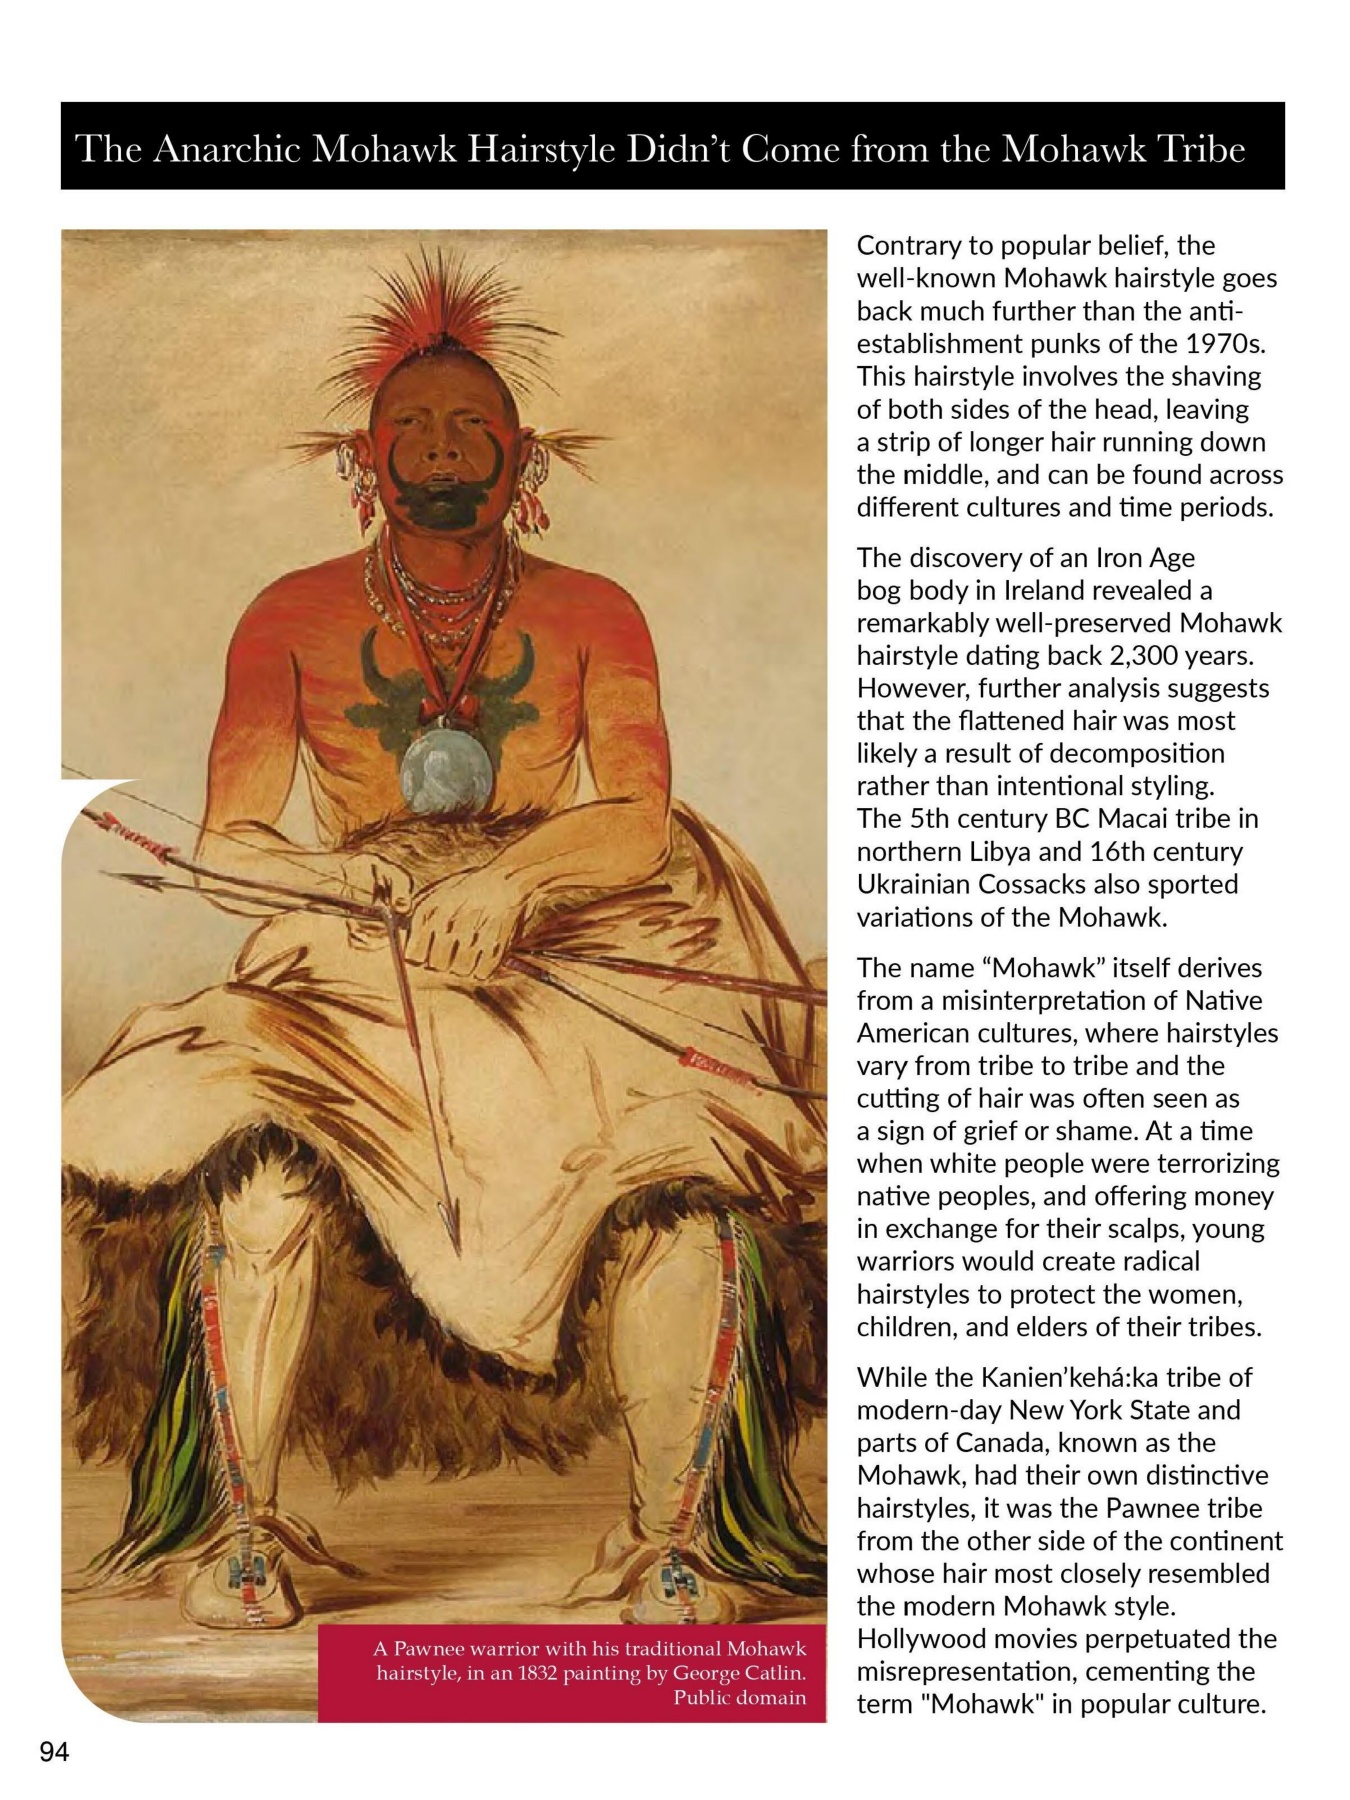 The Anarchic Mohawk Hairstyle Didn’t Come from the Mohawk Tribe
Contrary to popular belief, the
well-known Mohawk hairstyle goes
back much further than the anti-
establishment punks of the 1970s.
This hairstyle involves the shaving
of both sides of the head, leaving
a strip of longer hair running down
the middle, and can be found across
different cultures and time periods.
The discovery of an Iron Age
bog body in Ireland revealed a
remarkably well-preserved Mohawk
hairstyle dating back 2,300 years.
However, further analysis suggests
that the flattened hair was most
likely a result of decomposition
rather than intentional styling.
The 5th century BC Macai tribe in
northern Libya and 16th century
Ukrainian Cossacks also sported
variations of the Mohawk.
The name “Mohawk” itself derives
from a misinterpretation of Native
American cultures, where hairstyles
vary from tribe to tribe and the
cutting of hair was often seen as
a sign of grief or shame. At a time
when white people were terrorizing
native peoples, and offering money
in exchange for their scalps, young
warriors would create radical
hairstyles to protect the women,
children, and elders of their tribes.
While the Kanien’kehá:ka tribe of
modern-day New York State and
parts of Canada, known as the
Mohawk, had their own distinctive
hairstyles, it was the Pawnee tribe
from the other side of the continent
whose hair most closely resembled
the modern Mohawk style.
Hollywood movies perpetuated the
misrepresentation, cementing the
term "Mohawk" in popular culture.
A Pawnee warrior with his traditional Mohawk
hairstyle, in an 1832 painting by George Catlin.
Public domain
94